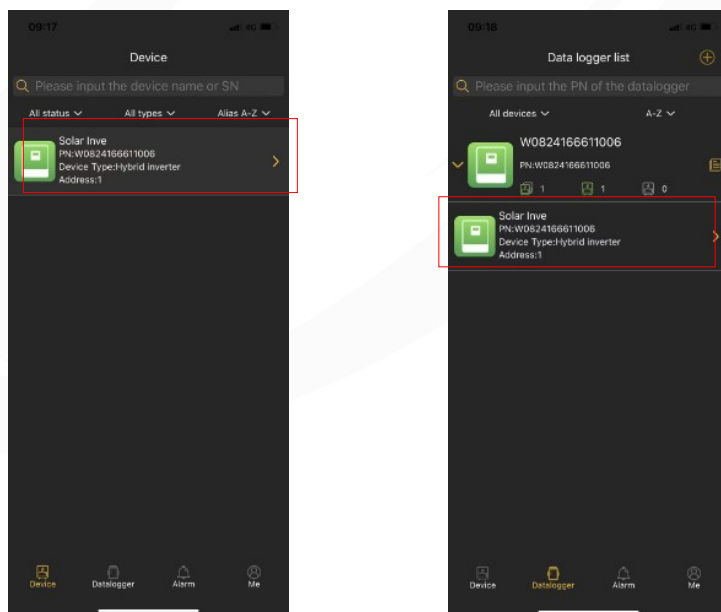 09:17
4G
Device
Please input the device name or SN
All status
All types
Alias A-Z
Solar Inve
PN:W0824166611006
Device Type:Hybrid inverter
Address:1
Device
Datalogger
Alarm
Me
09:18
4G
Data logger list
Please input the PN of the datalogger
All devices
A-Z
W0824166611006
PN:W0824166611006
1
1
0
Solar Inve
PN:W0824166611006
Device Type:Hybrid inverter
Address:1
Device
Datalogger
Alarm
Me